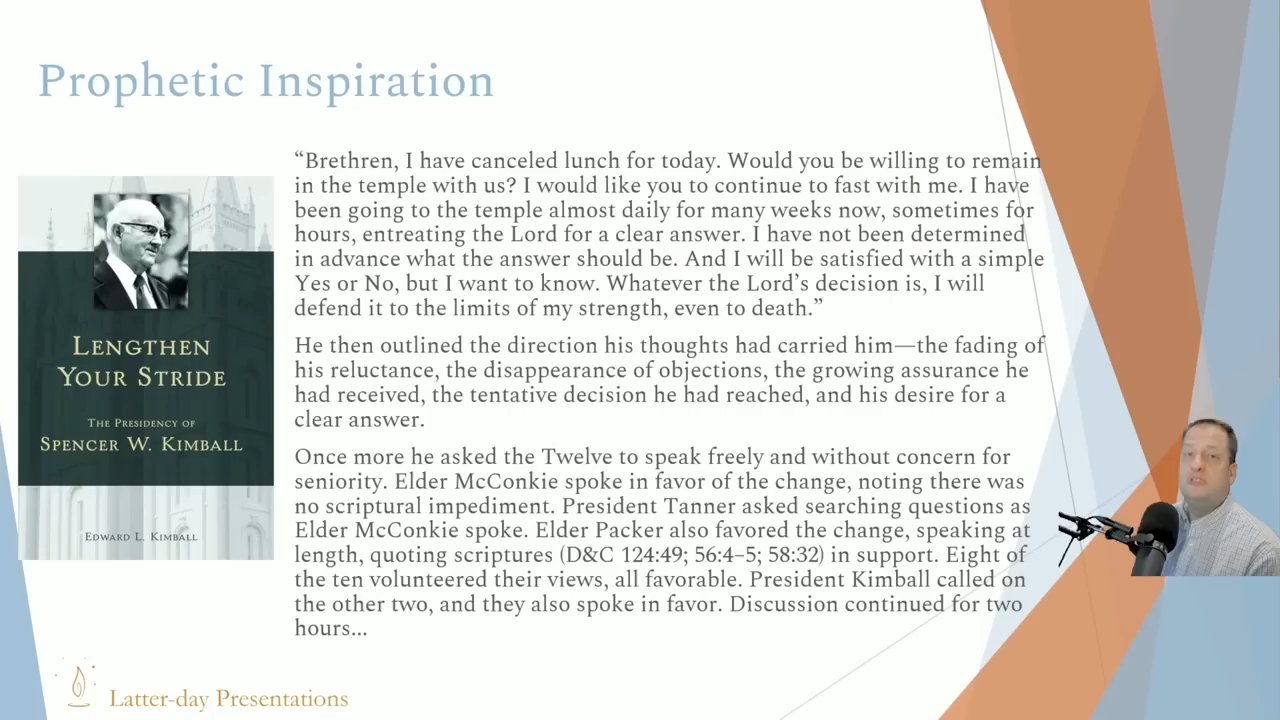 Prophetic Inspiration
LENGTHEN
YOUR STRIDE
THE PRESIDENCY OF
SPENCER W. KIMBALL
EDWARD L. KIMBALL
“Brethren, I have canceled lunch for today. Would you be willing to remain
in the temple with us? I would like you to continue to fast with me. I have
been going to the temple almost daily for many weeks now, sometimes for
hours, entreating the Lord for a clear answer. I have not been determined
in advance what the answer should be. And I will be satisfied with a simple
Yes or No, but I want to know. Whatever the Lord’s decision is, I will
defend it to the limits of my strength, even to death.”
He then outlined the direction his thoughts had carried him—the fading of
his reluctance, the disappearance of objections, the growing assurance he
had received, the tentative decision he had reached, and his desire for a
clear answer.
Once more he asked the Twelve to speak freely and without concern for
seniority. Elder McConkie spoke in favor of the change, noting there was
no scriptural impediment. President Tanner asked searching questions as
Elder McConkie spoke. Elder Packer also favored the change, speaking at
length, quoting scriptures (D&C 124:49; 56:4–5; 58:32) in support. Eight of
the ten volunteered their views, all favorable. President Kimball called on
the other two, and they also spoke in favor. Discussion continued for two
hours...
Latter-day Presentations